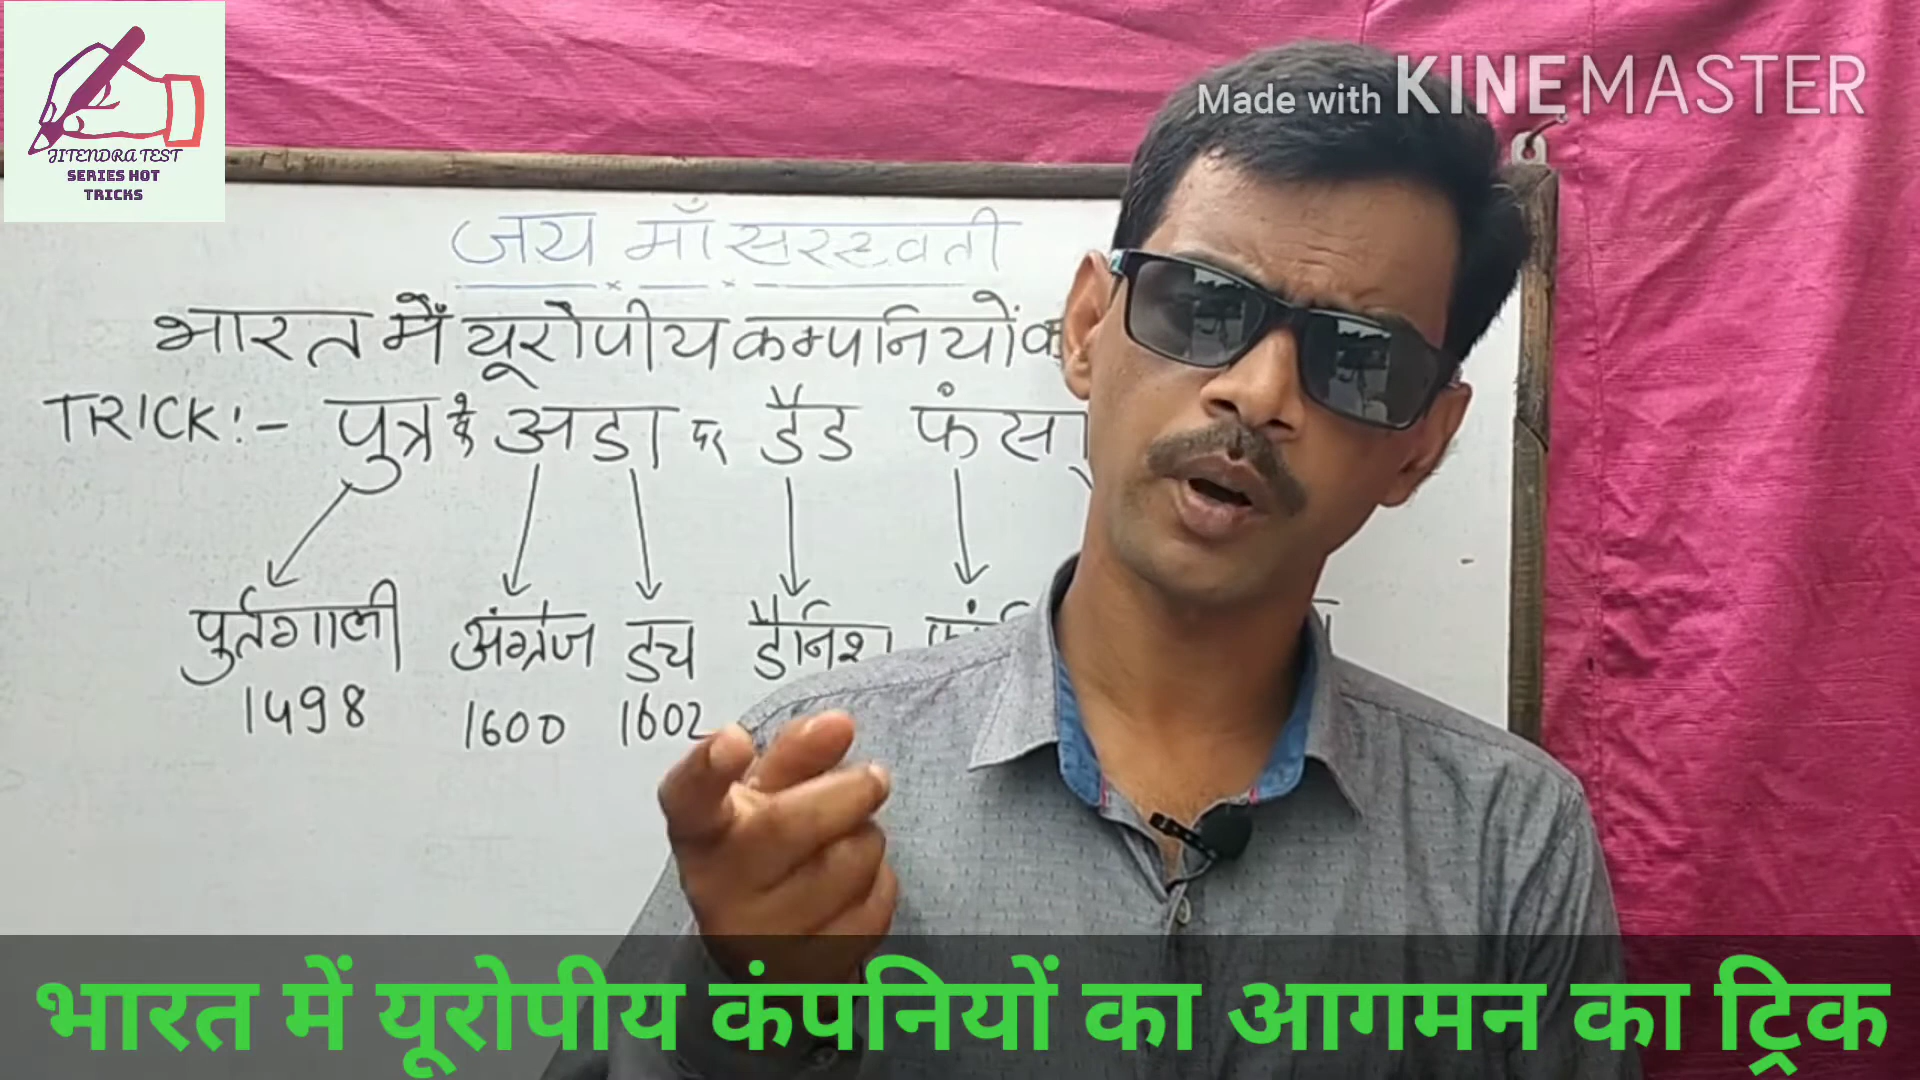 Made with KINEMASTER
JITENDRA TEST
SERIES HOT
TRICKS
जय माँ सरस्वती
भारत में यूरोपीय कम्पनियों
TRICK:- पुत्र के अडा पर डैड फंसा
पुर्तगाली अंग्रेज डच डैनिश
1498 1600 1602
भारत में यूरोपीय कंपनियों का आगमन का ट्रिक